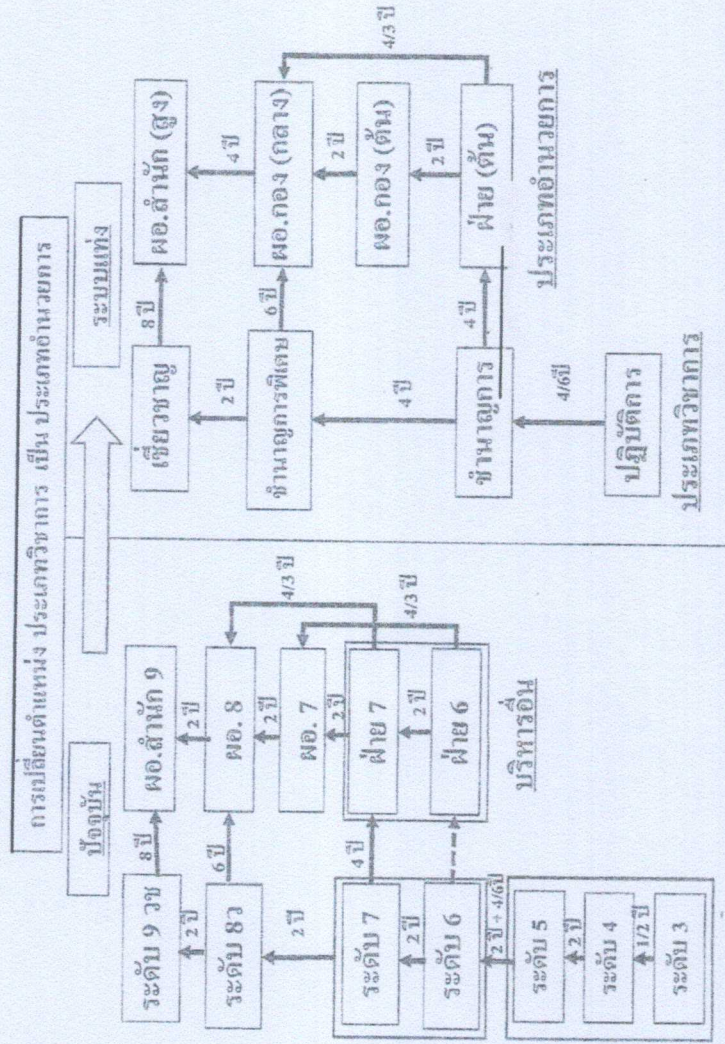 การเปลี่ยนตำแหน่ง ประเภทวิชาการ เป็น ประเภทอำนวยการ
ปัจจุบัน
ระบบแท่ง
ระดับ 9 วช
8 ปี
ผอ.สำนัก 9
2 ปี
2 ปี
ระดับ 8ว
6 ปี
ผอ. 8
4/3 ปี
2 ปี
2 ปี
ผอ. 7
4/3 ปี
2 ปี
ระดับ 7
4 ปี
ฝ่าย 7
2 ปี
2 ปี
ระดับ 6
ฝ่าย 6
2 ปี + 4/6ปี
บริหารอื่น
ระดับ 5
2 ปี
ระดับ 4
1/2 ปี
ระดับ 3
เชี่ยวชาญ
8 ปี
ผอ.สำนัก (สูง)
2 ปี
4 ปี
ชำนาญการพิเศษ
6 ปี
ผอ.กอง (กลาง)
4/3 ปี
4 ปี
2 ปี
ผอ.กอง (ต้น)
2 ปี
ชำนาญการ
4 ปี
ฝ่าย (ต้น)
4/6ปี
ประเภทอำนวยการ
ปฏิบัติการ
ประเภทวิชาการ